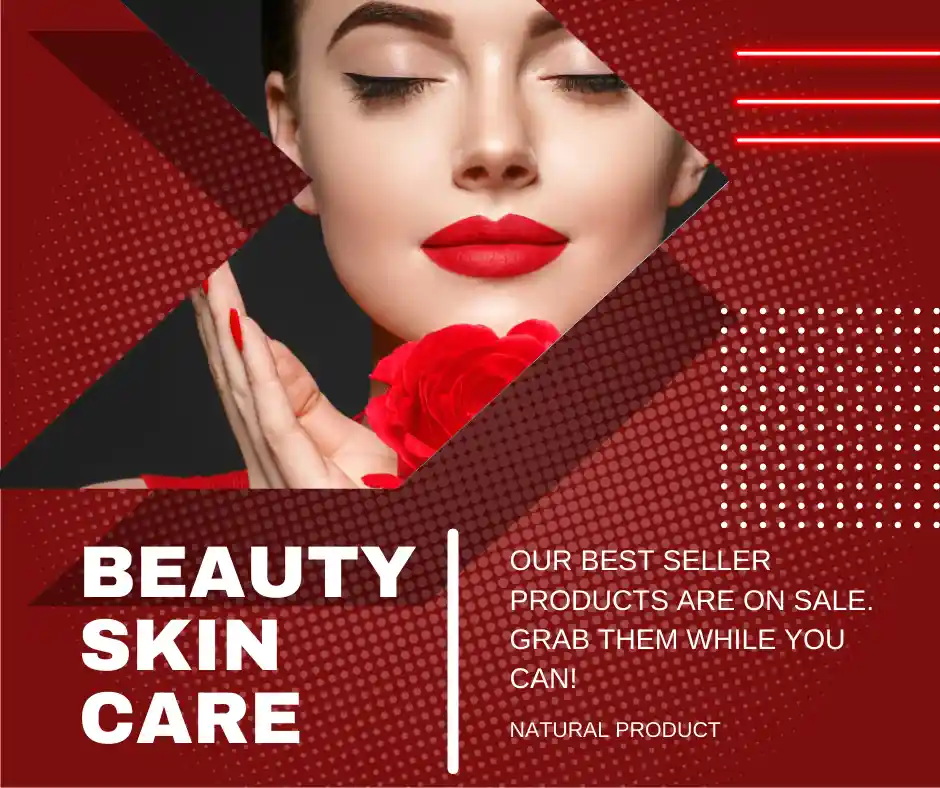 BEAUTY
SKIN
CARE
OUR BEST SELLER
PRODUCTS ARE ON SALE.
GRAB THEM WHILE YOU
CAN!
NATURAL PRODUCT